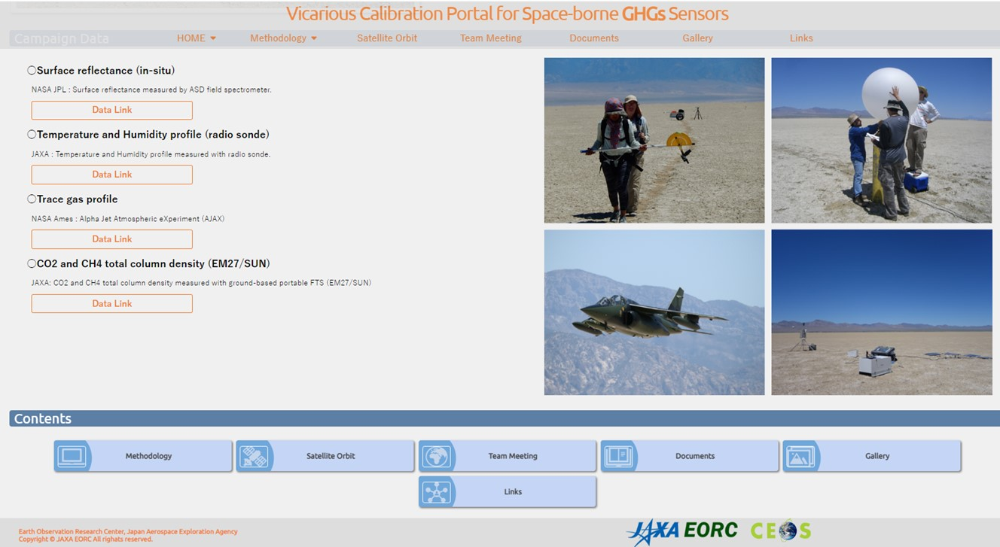 Vicarious Calibration Portal for Space-borne GHGs Sensors
Campaign Data
HOME
Methodology
Satellite Orbit
Team Meeting
Documents
Gallery
Links
○Surface reflectance (in-situ)
NASA JPL : Surface reflectance measured by ASD field spectrometer.
Data Link
○Temperature and Humidity profile (radio sonde)
JAXA : Temperature and Humidity profile measured with radio sonde.
Data Link
○Trace gas profile
NASA Ames : Alpha Jet Atmospheric eXperiment (AJAX)
Data Link
○CO2 and CH4 total column density (EM27/SUN)
JAXA: CO2 and CH4 total column density measured with ground-based portable FTS (EM27/SUN)
Data Link
Contents
Methodology
Satellite Orbit
Team Meeting
Documents
Gallery
Links
Earth Observation Research Center, Japan Aerospace Exploration Agency
Copyright © JAXA EORC All rights reserved.
JAXA EORC
CEOS